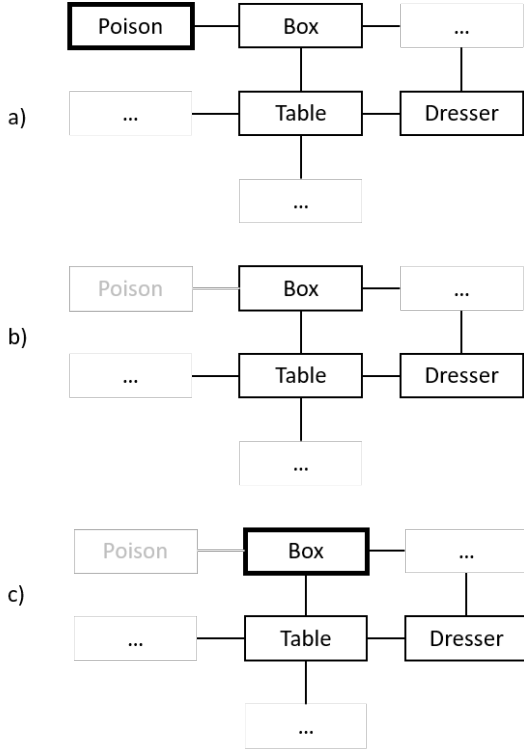 Poison Box ...
a) ... Table Dresser
...
Poison Box ...
b)
... Table Dresser
...
Poison Box ...
c)
... Table Dresser
...